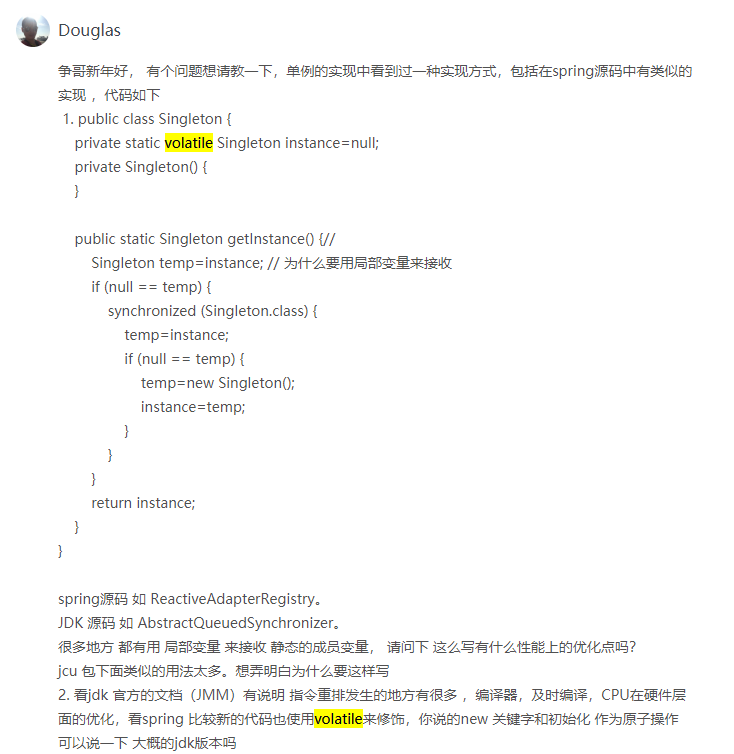 Douglas
争哥新年好， 有个问题想请教一下，单例的实现中看到过一种实现方式，包括在spring源码中有类似的
实现 ，代码如下
1. public class Singleton {
private static volatile Singleton instance=null;
private Singleton() {
}
public static Singleton getInstance() {//
Singleton temp=instance; // 为什么要用局部变量来接收
if (null == temp) {
synchronized (Singleton.class) {
temp=instance;
if (null == temp) {
temp=new Singleton();
instance=temp;
}
}
}
return instance;
}
}
spring源码 如 ReactiveAdapterRegistry。
JDK 源码 如 AbstractQueuedSynchronizer。
很多地方 都有用 局部变量 来接收 静态的成员变量， 请问下 这么写有什么性能上的优化点吗?
jcu 包下面类似的用法太多。想弄明白为什么要这样写
2. 看jdk 官方的文档（JMM）有说明 指令重排发生的地方有很多 ，编译器，及时编译，CPU在硬件层
面的优化，看spring 比较新的代码也使用volatile来修饰，你说的new 关键字和初始化 作为原子操作
可以说一下 大概的jdk版本吗